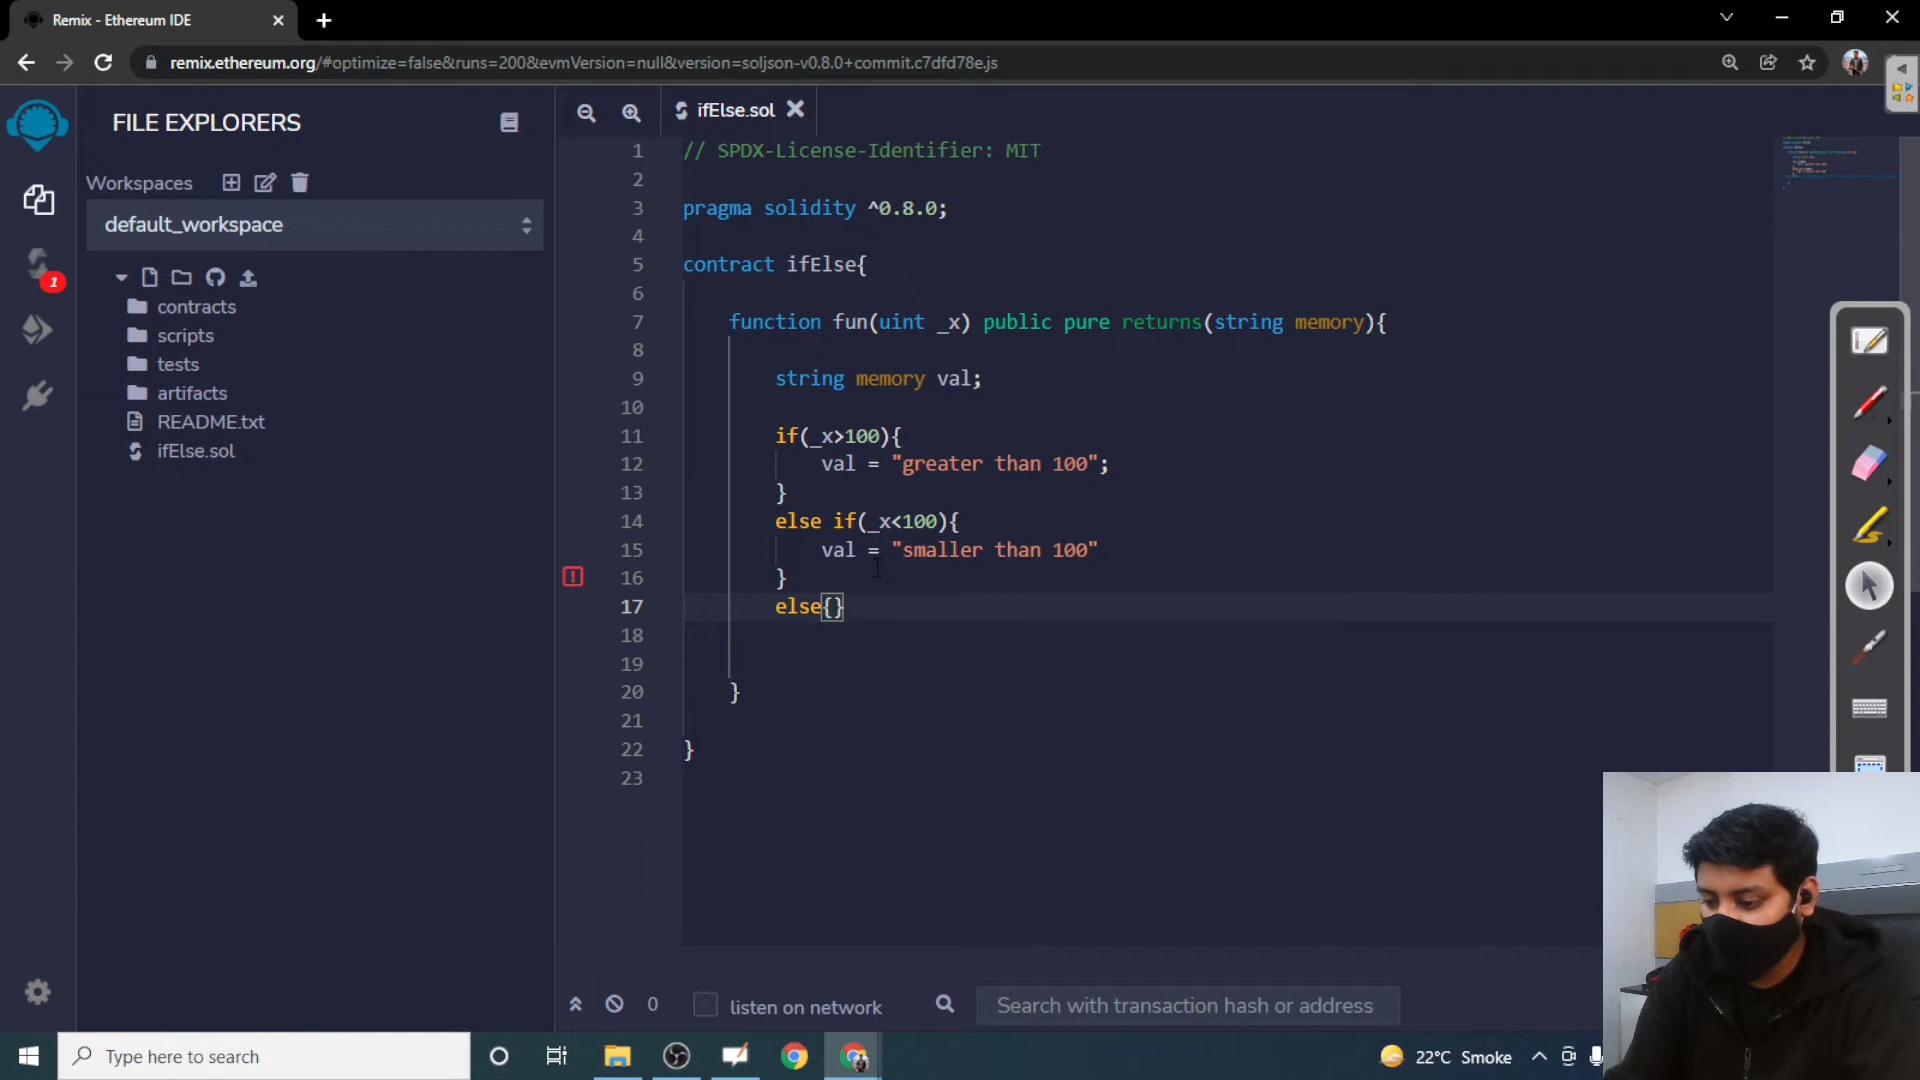 Remix - Ethereum IDE
remix.ethereum.org/#optimize=false&runs=200&evmVersion=null&version=soljson-v0.8.0+commit.c7dfd78e.js
FILE EXPLORERS
Workspaces
default_workspace
contracts
scripts
tests
artifacts
README.txt
ifElse.sol
1
ifElse.sol
1 // SPDX-License-Identifier: MIT
2
3 pragma solidity ^0.8.0;
4
5 contract ifElse{
6
7 function fun(uint _x) public pure returns(string memory){
8
9 string memory val;
10
11 if(_x>100){
12 val = "greater than 100";
13 }
14 else if(_x<100){
15 val = "smaller than 100"
16 }
17 else{}
18
19
20 }
21
22 }
23
0 listen on network Search with transaction hash or address
Type here to search
22°C Smoke